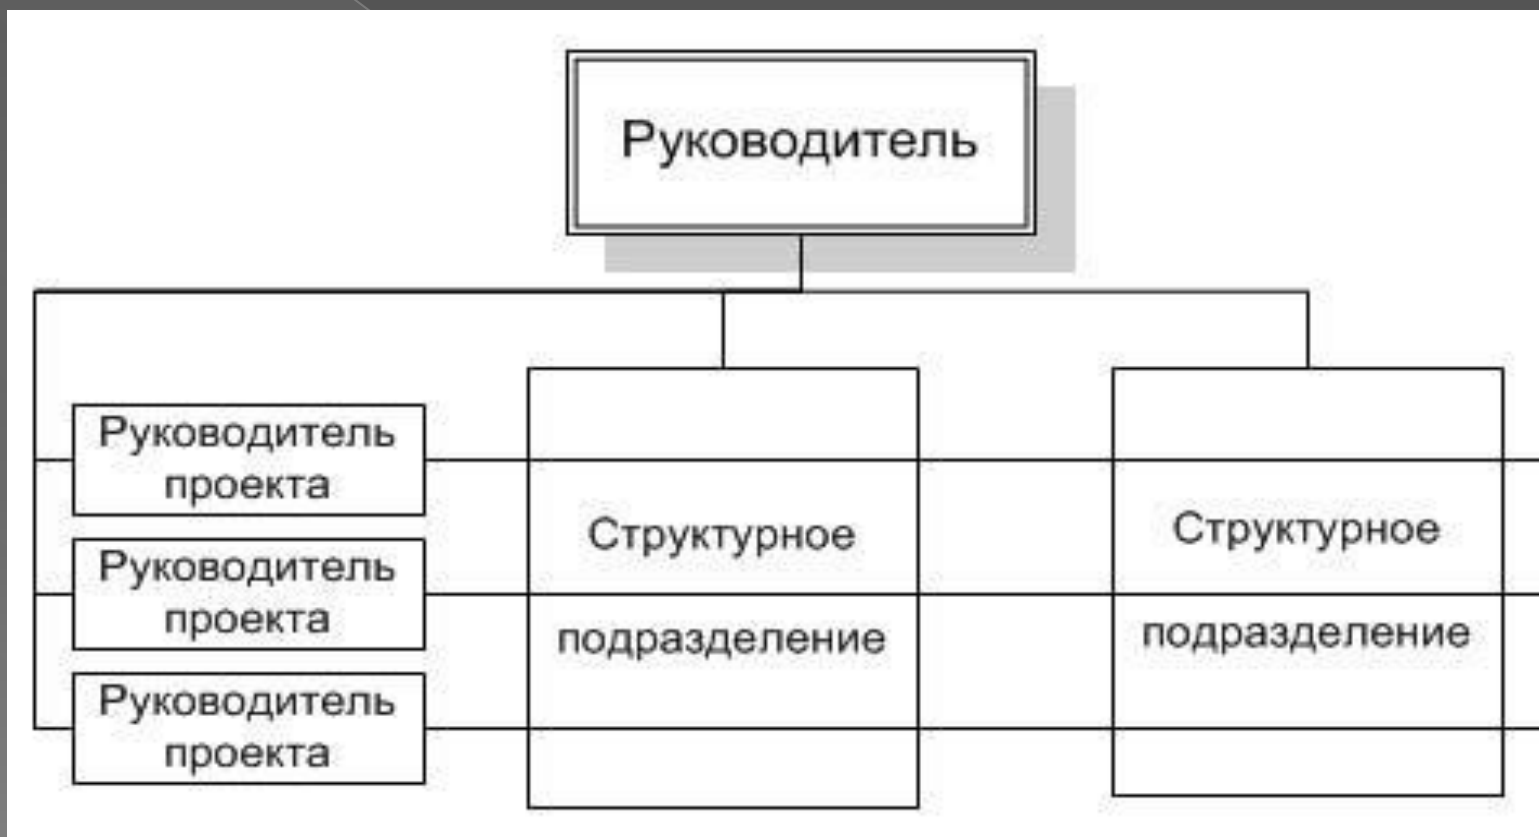 Руководитель
Руководитель
проекта
Руководитель
проекта
Руководитель
проекта
Структурное
подразделение
Структурное
подразделение